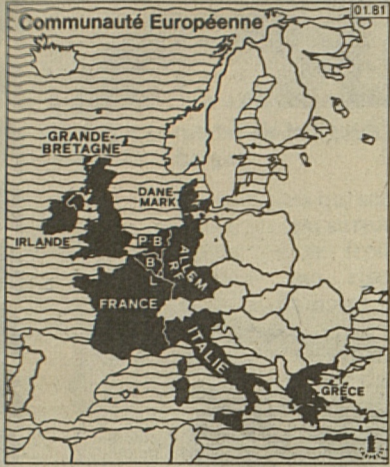 Communauté Européenne
01.81
GRANDE-
BRETAGNE
DANE-
MARK
IRLANDE
P-B
B
L
ALLEM
R.F.
FRANCE
ITALIE
GRÈCE